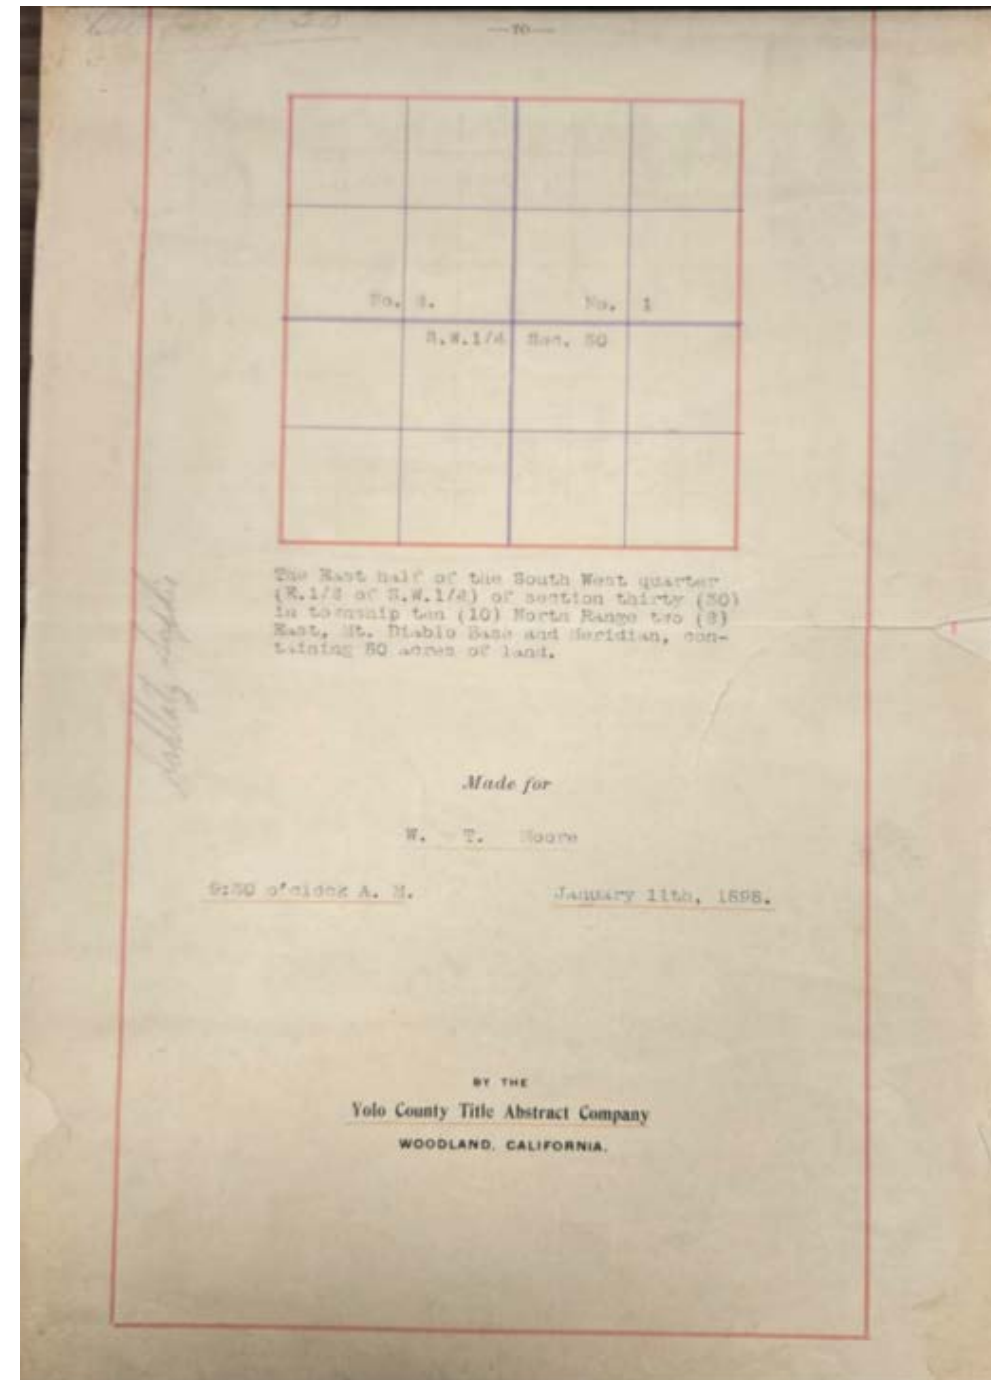 —TO—
No. 2. No. 1
S.W.1/4 Sec. 30
The East half of the South West quarter
(E.1/2 of S.W.1/4) of section thirty (30)
in township ten (10) North Range two (2)
East, Mt. Diablo Base and Meridian, con-
taining 80 acres of land.
Made for
W. T. Moore
9:30 o'clock A. M. January 11th, 1898.
BY THE
Yolo County Title Abstract Company
WOODLAND, CALIFORNIA.